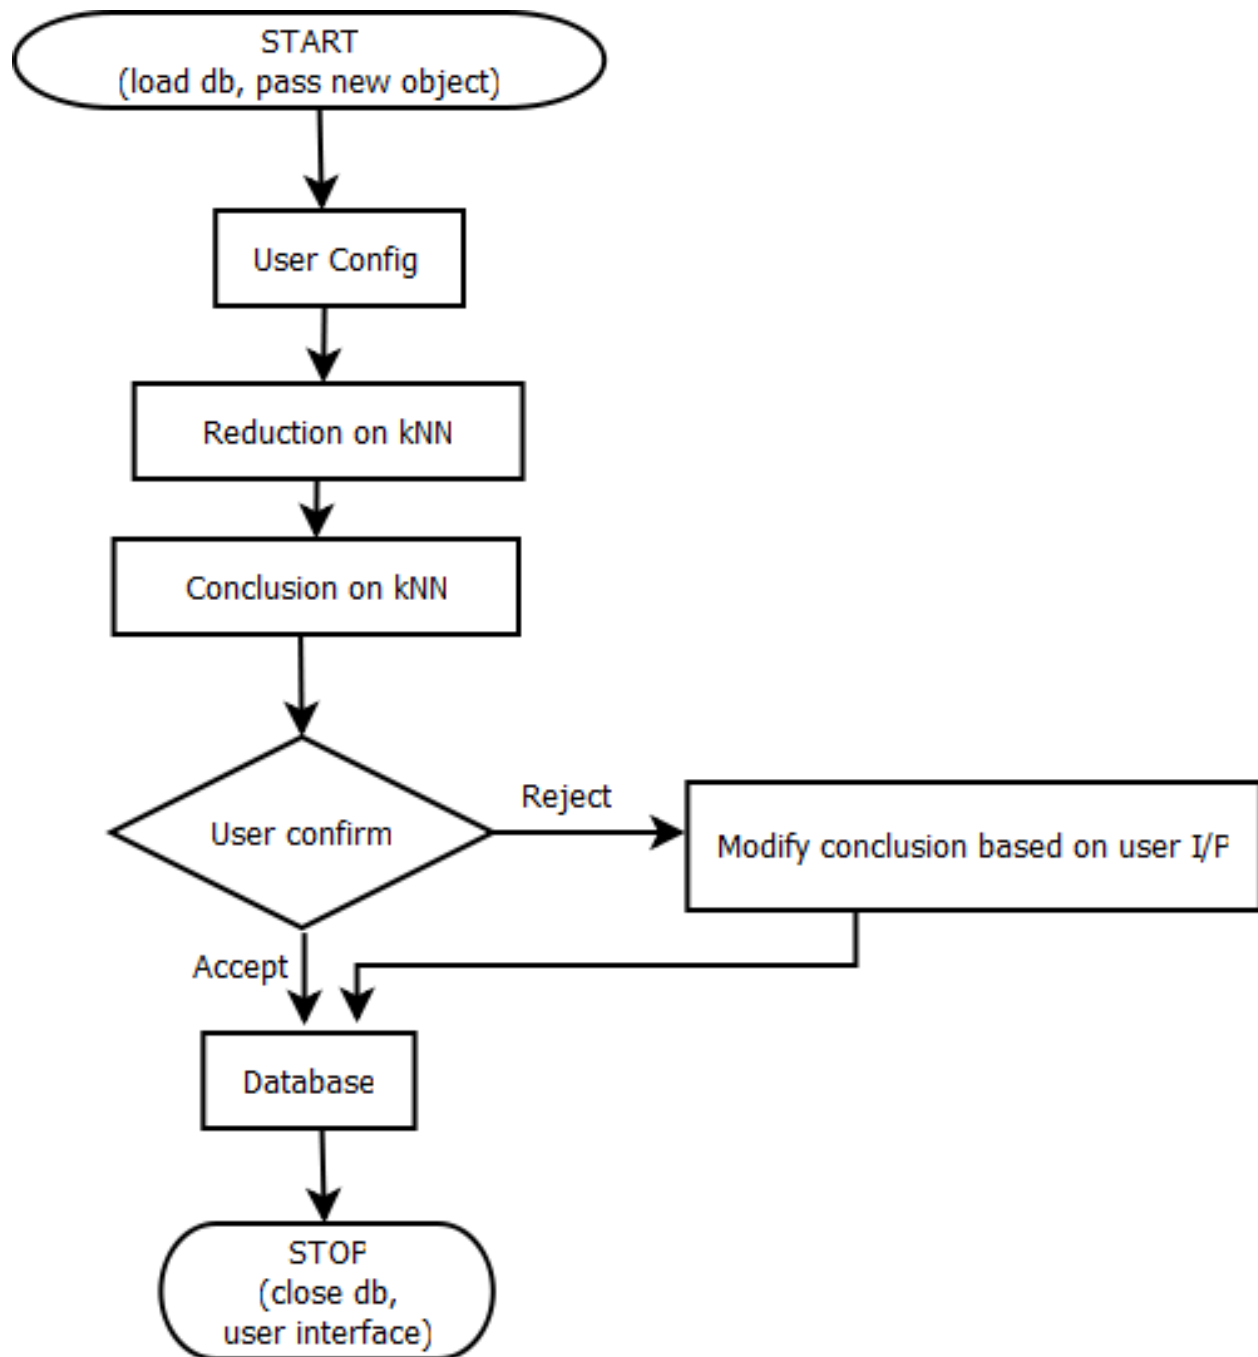 START
(load db, pass new object)
User Config
Reduction on kNN
Conclusion on kNN
User confirm
Reject
Modify conclusion based on user I/P
Accept
Database
STOP
(close db,
user interface)